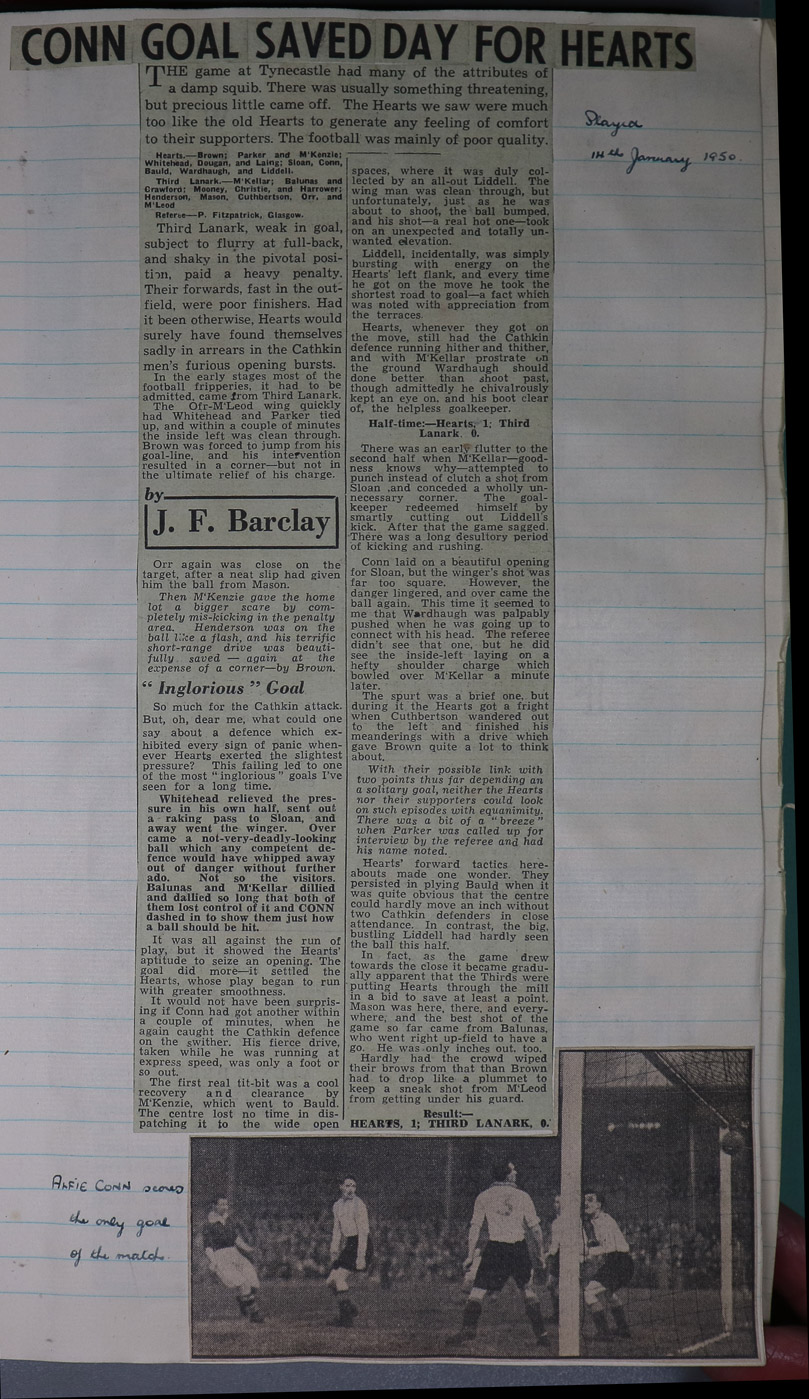 CONN GOAL SAVED DAY FOR HEARTS
THE game at Tynecastle had many of the attributes of
a damp squib. There was usually something threatening,
but precious little came off. The Hearts we saw were much
too like the old Hearts to generate any feeling of comfort
to their supporters. The football was mainly of poor quality.
Played
14th January 1950.
Hearts.—Brown; Parker and M'Kenzie;
Whitehead, Dougan, and Laing; Sloan, Conn,
Bauld, Wardhaugh, and Liddell.
Third Lanark.—M'Kellar; Balunas and
Crawford; Mooney, Christie, and Harrower;
Henderson, Mason, Cuthbertson, Orr, and
M'Leod
Referee—P. Fitzpatrick, Glasgow.
Third Lanark, weak in goal,
subject to flurry at full-back,
and shaky in the pivotal posi-
tion, paid a heavy penalty.
Their forwards, fast in the out-
field, were poor finishers. Had
it been otherwise, Hearts would
surely have found themselves
sadly in arrears in the Cathkin
men's furious opening bursts.
In the early stages most of the
football fripperies, it had to be
admitted, came from Third Lanark.
The Orr-M'Leod wing quickly
had Whitehead and Parker tied
up, and within a couple of minutes
the inside left was clean through.
Brown was forced to jump from his
goal-line, and his intervention
resulted in a corner—but not in
the ultimate relief of his charge.
by
J. F. Barclay
Orr again was close on the
target, after a neat slip had given
him the ball from Mason.
Then M'Kenzie gave the home
lot a bigger scare by com-
pletely mis-kicking in the penalty
area. Henderson was on the
ball like a flash, and his terrific
short-range drive was beauti-
fully saved — again at the
expense of a corner—by Brown.
" Inglorious " Goal
So much for the Cathkin attack.
But, oh, dear me, what could one
say about a defence which ex-
hibited every sign of panic when-
ever Hearts exerted the slightest
pressure? This failing led to one
of the most " inglorious " goals I've
seen for a long time.
Whitehead relieved the pres-
sure in his own half, sent out
a raking pass to Sloan, and
away went the winger. Over
came a not-very-deadly-looking
ball which any competent de-
fence would have whipped away
out of danger without further
ado. Not so the visitors.
Balunas and M'Kellar dillied
and dallied so long that both of
them lost control of it and CONN
dashed in to show them just how
a ball should be hit.
It was all against the run of
play, but it showed the Hearts'
aptitude to seize an opening. The
goal did more—it settled the
Hearts, whose play began to run
with greater smoothness.
It would not have been surpris-
ing if Conn had got another within
a couple of minutes, when he
again caught the Cathkin defence
on the swither. His fierce drive,
taken while he was running at
express speed, was only a foot or
so out.
The first real tit-bit was a cool
recovery and clearance by
M'Kenzie, which went to Bauld.
The centre lost no time in dis-
patching it to the wide open
spaces, where it was duly col-
lected by an all-out Liddell. The
wing man was clean through, but
unfortunately, just as he was
about to shoot, the ball bumped,
and his shot—a real hot one—took
on an unexpected and totally un-
wanted elevation.
Liddell, incidentally, was simply
bursting with energy on the
Hearts' left flank, and every time
he got on the move he took the
shortest road to goal—a fact which
was noted with appreciation from
the terraces.
Hearts, whenever they got on
the move, still had the Cathkin
defence running hither and thither,
and with M'Kellar prostrate on
the ground Wardhaugh should
done better than shoot past,
though admittedly he chivalrously
kept an eye on, and his boot clear
of, the helpless goalkeeper.
Half-time:—Hearts, 1; Third
Lanark. 0.
There was an early flutter to the
second half when M'Kellar—good-
ness knows why—attempted to
punch instead of clutch a shot from
Sloan ,and conceded a wholly un-
necessary corner. The goal-
keeper redeemed himself by
smartly cutting out Liddell's
kick. After that the game sagged.
There was a long desultory period
of kicking and rushing.
Conn laid on a beautiful opening
for Sloan, but the winger's shot was
far too square. However, the
danger lingered, and over came the
ball again. This time it seemed to
me that Wardhaugh was palpably
pushed when he was going up to
connect with his head. The referee
didn't see that one, but he did
see the inside-left laying on a
hefty shoulder charge which
bowled over M'Kellar a minute
later.
The spurt was a brief one, but
during it the Hearts got a fright
when Cuthbertson wandered out
to the left and finished his
meanderings with a drive which
gave Brown quite a lot to think
about.
With their possible link with
two points thus far depending an
a solitary goal, neither the Hearts
nor their supporters could look
on such episodes with equanimity.
There was a bit of a " breeze "
when Parker was called up for
interview by the referee and had
his name noted.
Hearts' forward tactics here-
abouts made one wonder. They
persisted in plying Bauld when it
was quite obvious that the centre
could hardly move an inch without
two Cathkin defenders in close
attendance. In contrast, the big,
bustling Liddell had hardly seen
the ball this half.
In fact, as the game drew
towards the close it became gradu-
ally apparent that the Thirds were
putting Hearts through the mill
in a bid to save at least a point.
Mason was here, there, and every-
where, and the best shot of the
game so far came from Balunas,
who went right up-field to have a
go. He was only inches out, too.
Hardly had the crowd wiped
their brows from that than Brown
had to drop like a plummet to
keep a sneak shot from M'Leod
from getting under his guard.
Result:—
HEARTS, 1; THIRD LANARK, 0.
ALFIE CONN scores
the only goal
of the match.
3